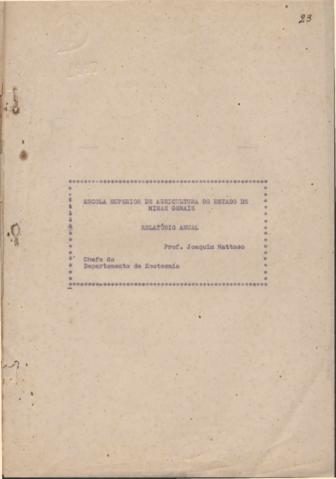 23
ESCOLA SUPERIOR DE AGRICULTURA DO ESTADO DE
MINAS GERAIS
RELATÓRIO ANUAL
Prof. Joaquim Mattoso
Chefe do
Departamento de Zootecnia